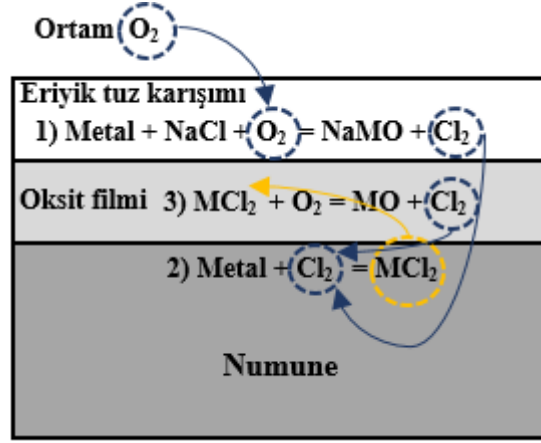 Ortam O₂
Eriyik tuz karışımı
1) Metal + NaCl + O₂ = NaMO + Cl₂
Oksit filmi 3) MCl₂ + O₂ = MO + Cl₂
2) Metal + Cl₂ = MCl₂
Numune